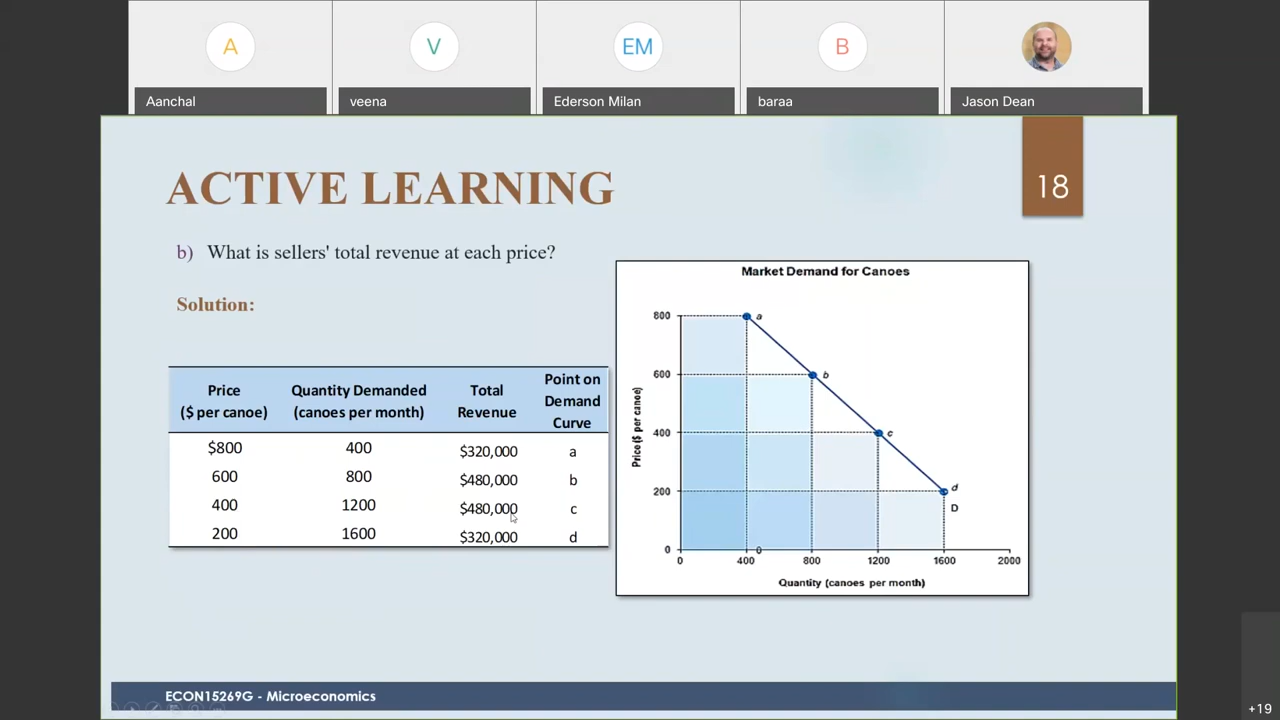 A
V
EM
B
Aanchal
veena
Ederson Milan
baraa
Jason Dean
18
ACTIVE LEARNING
b) What is sellers' total revenue at each price?
Solution:
Price
($ per canoe)
Quantity Demanded
(canoes per month)
Total
Revenue
Point on
Demand
Curve
$800 400 $320,000 a
600 800 $480,000 b
400 1200 $480,000 c
200 1600 $320,000 d
Market Demand for Canoes
Price ($ per canoe)
800
600
400
200
0
a
b
c
d
D
0
0 400 800 1200 1600 2000
Quantity (canoes per month)
ECON15269G - Microeconomics
+19